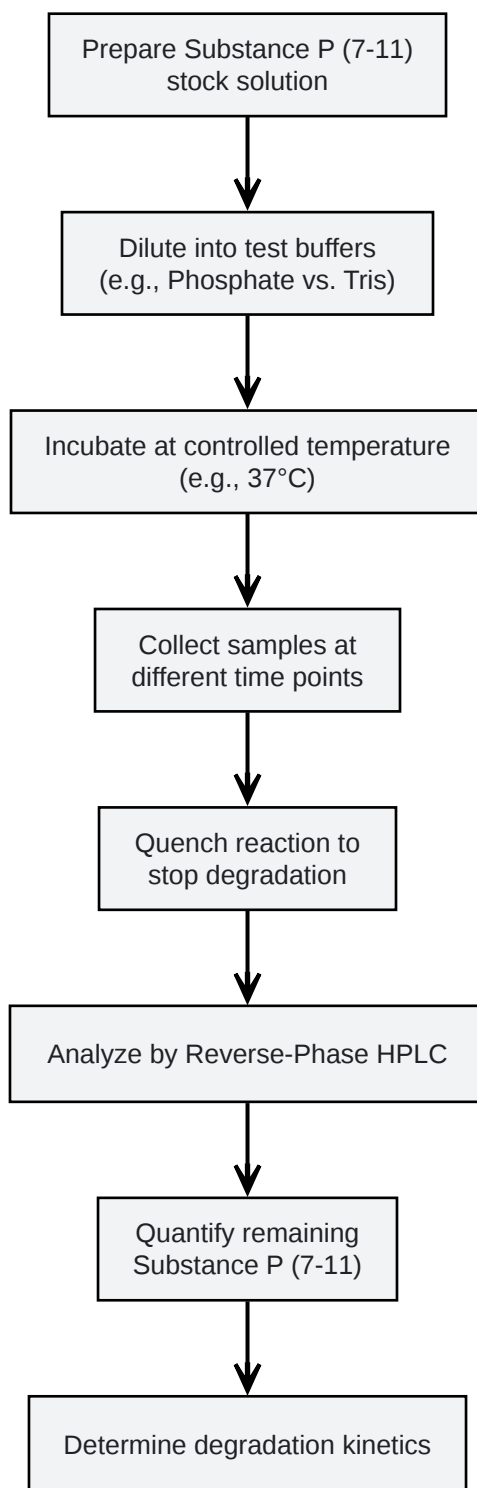 Prepare Substance P (7-11)
stock solution
Dilute into test buffers
(e.g., Phosphate vs. Tris)
Incubate at controlled temperature
(e.g., 37°C)
Collect samples at
different time points
Quench reaction to
stop degradation
Analyze by Reverse-Phase HPLC
Quantify remaining
Substance P (7-11)
Determine degradation kinetics